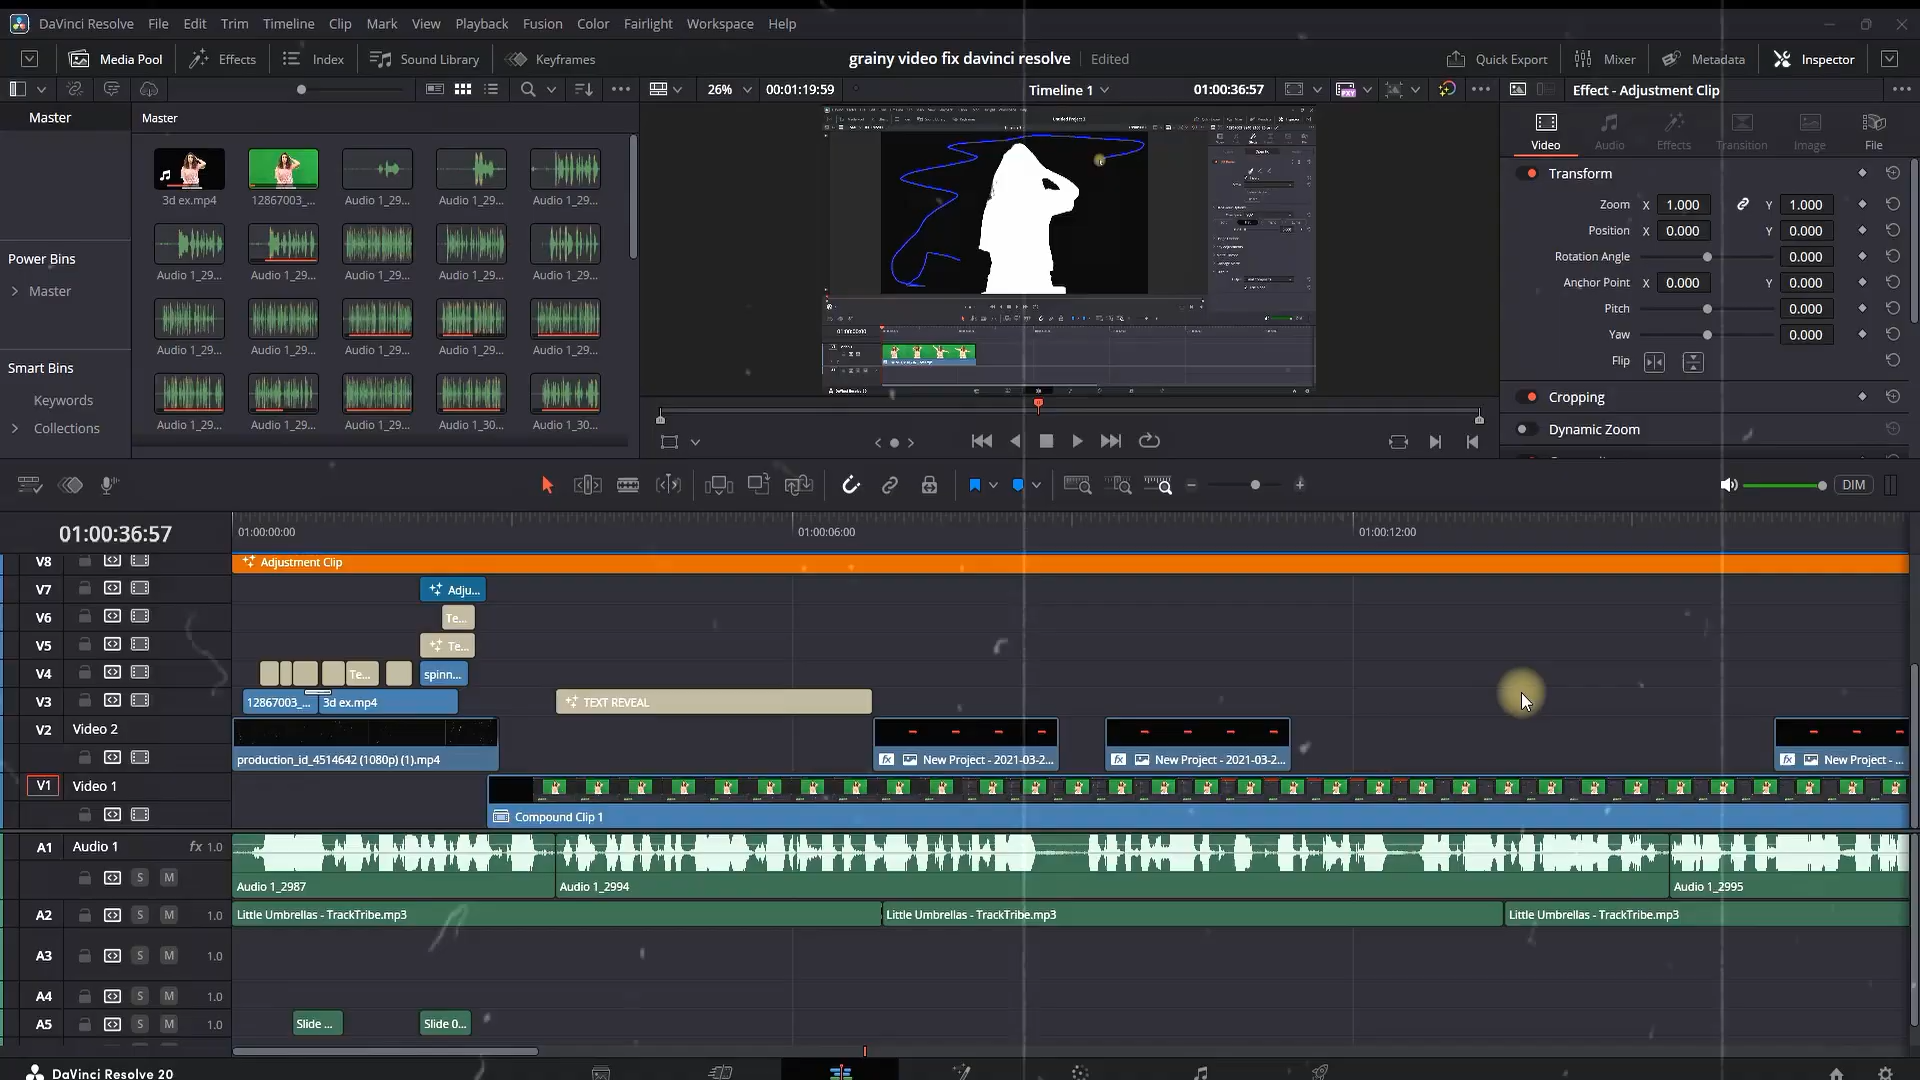 DaVinci Resolve File Edit Trim Timeline Clip Mark View Playback Fusion Color Fairlight Workspace Help
Media Pool Effects Index Sound Library Keyframes grainy video fix davinci resolve Edited Quick Export Mixer Metadata Inspector
26% 00:01:19:59 Timeline 1 01:00:36:57 Effect - Adjustment Clip
Master Master
Video Audio Effects Transition Image File
3d ex.mp4 12867003_... Audio 1_29... Audio 1_29... Audio 1_29...
Transform
Zoom X 1.000 Y 1.000
Position X 0.000 Y 0.000
Power Bins
Rotation Angle 0.000
Audio 1_29... Audio 1_29... Audio 1_29... Audio 1_29... Audio 1_29...
Anchor Point X 0.000 Y 0.000
Master
Pitch 0.000
Yaw 0.000
Audio 1_29... Audio 1_29... Audio 1_29... Audio 1_29... Audio 1_29...
Flip
Smart Bins
Keywords
Cropping
Collections
Audio 1_29... Audio 1_29... Audio 1_29... Audio 1_30... Audio 1_30...
Dynamic Zoom
DIM
01:00:36:57 01:00:00:00 01:00:06:00 01:00:12:00
V8 Adjustment Clip
V7 Adju...
V6 Te...
V5 Te...
V4 Te... spinn...
V3 12867003_... 3d ex.mp4 TEXT REVEAL
V2 Video 2
production_id_4514642 (1080p) (1).mp4 fx New Project - 2021-03-2... fx New Project - 2021-03-2... fx New Project - ...
V1 Video 1
Compound Clip 1
A1 Audio 1 fx 1.0
S M Audio 1_2987 Audio 1_2994 Audio 1_2995
A2 S M 1.0 Little Umbrellas - TrackTribe.mp3 Little Umbrellas - TrackTribe.mp3 Little Umbrellas - TrackTribe.mp3
A3 S M 1.0
A4 S M 1.0
A5 S M 1.0 Slide ... Slide 0...
DaVinci Resolve 20